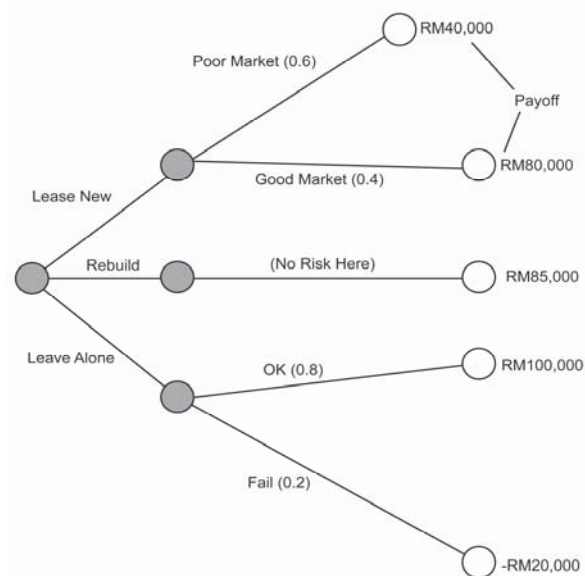 RM40,000
Poor Market (0.6)
Payoff
RM80,000
Good Market (0.4)
Lease New
Rebuild
(No Risk Here)
RM85,000
Leave Alone
OK (0.8)
RM100,000
Fail (0.2)
-RM20,000